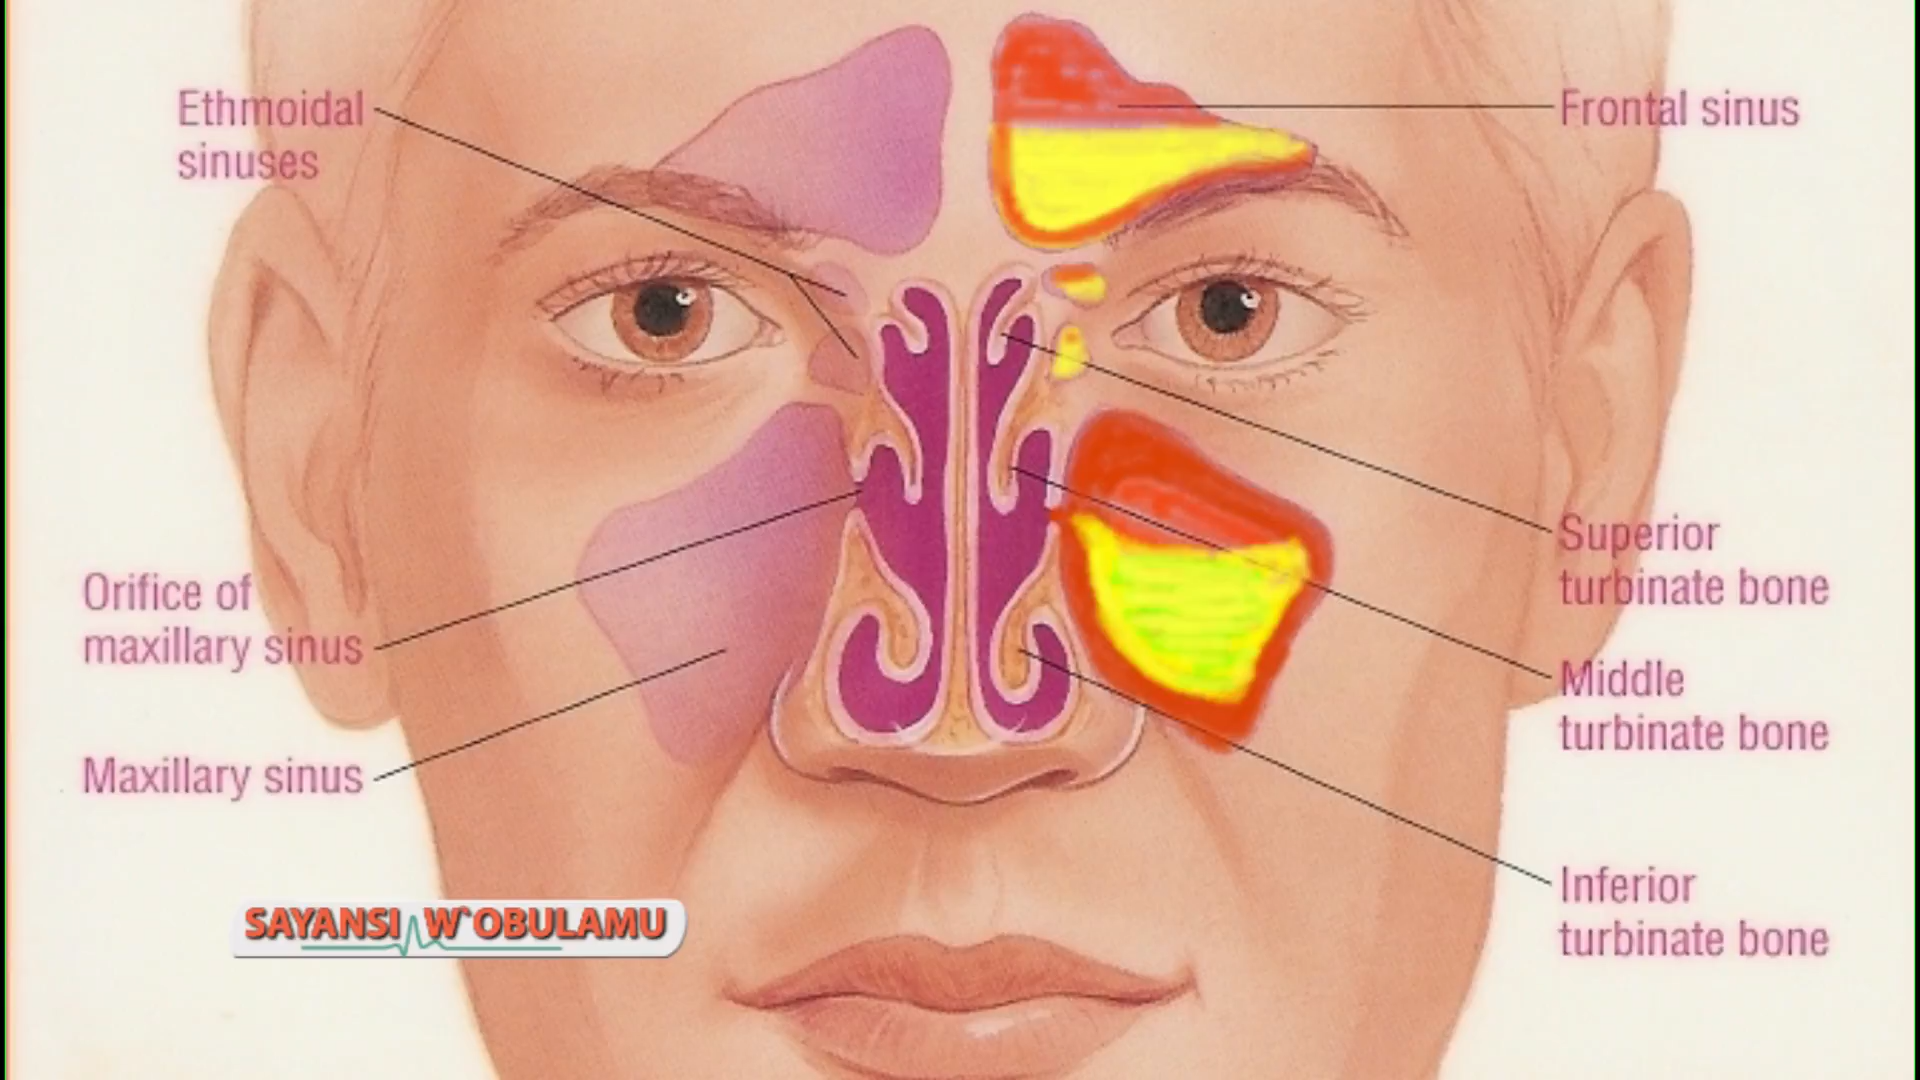 Ethmoidal
sinuses
Orifice of
maxillary sinus
Maxillary sinus
Frontal sinus
Superior
turbinate bone
Middle
turbinate bone
Inferior
turbinate bone
SAYANSI W`OBULAMU